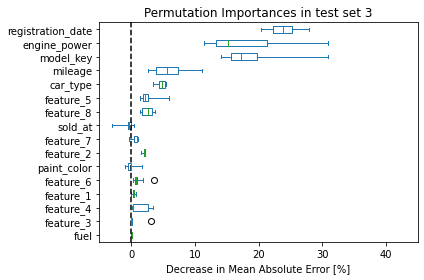 Permutation Importances in test set 3
registration_date
engine_power
model_key
mileage
car_type
feature_5
feature_8
sold_at
feature_7
feature_2
paint_color
feature_6
feature_1
feature_4
feature_3
fuel
0 10 20 30 40
Decrease in Mean Absolute Error [%]